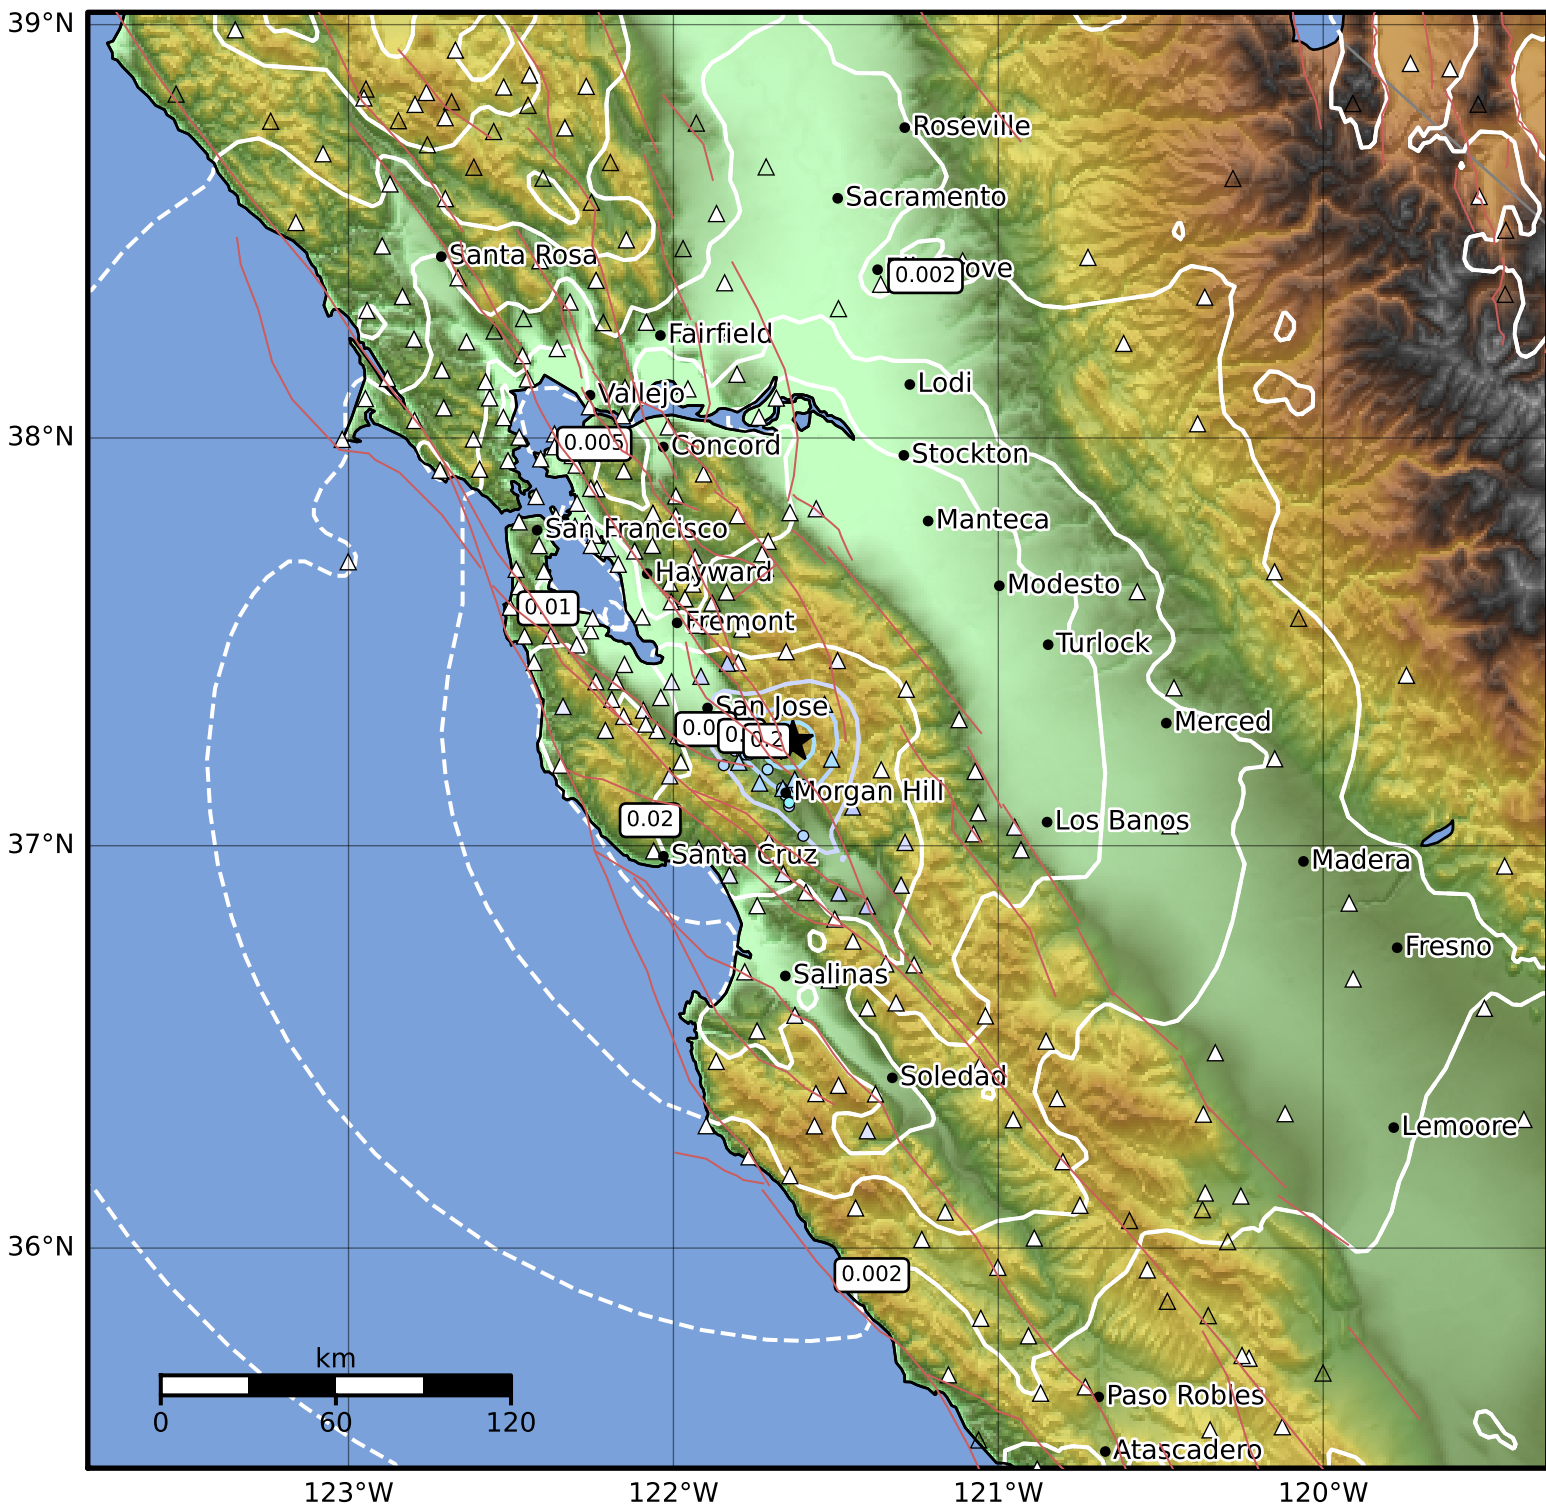 39°N
Roseville
Sacramento
Santa Rosa
0.002
Fairfield
Lodi
Vallejo
38°N
0.005
Concord
Stockton
Manteca
San Francisco
Hayward
Modesto
0.01
Fremont
Turlock
San Jose
Merced
0.2
Morgan Hill
0.02
Los Banos
37°N
Santa Cruz
Madera
Fresno
Salinas
Soledad
Lemoore
36°N
0.002
km
0 60 120
Paso Robles
Atascadero
123°W 122°W 121°W 120°W